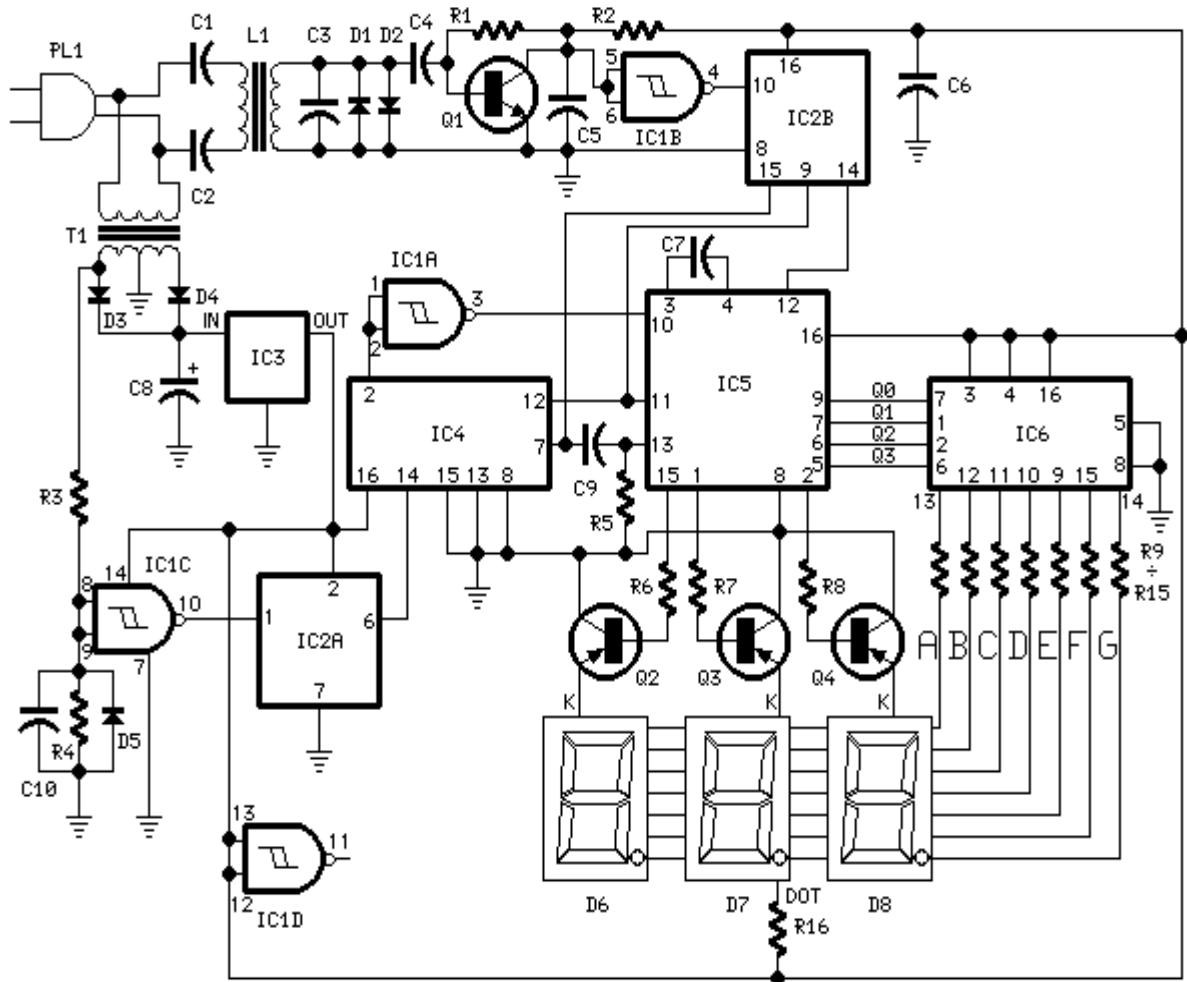 C1
L1
C3
D1
D2
C4
R1
R2
PL1
5
6
4
IC1B
16
10
IC2B
8
15
9
14
C6
Q1
C5
C2
T1
D3
D4
IN
OUT
IC3
C8
+
IC1A
1
2
3
C7
3
4
12
10
16
IC5
11
13
9
7
6
5
15
1
8
2
Q0
Q1
Q2
Q3
3
4
16
7
1
2
6
IC6
5
8
13
12
11
10
9
15
14
2
12
IC4
7
16
14
15
13
8
C9
R5
R3
IC1C
14
8
9
10
7
2
1
IC2A
6
7
R6
R7
R8
R9
÷
R15
A B C D E F G
Q2
Q3
Q4
K
K
K
C10
R4
D5
13
12
11
IC1D
D6
D7
DOT
D8
R16